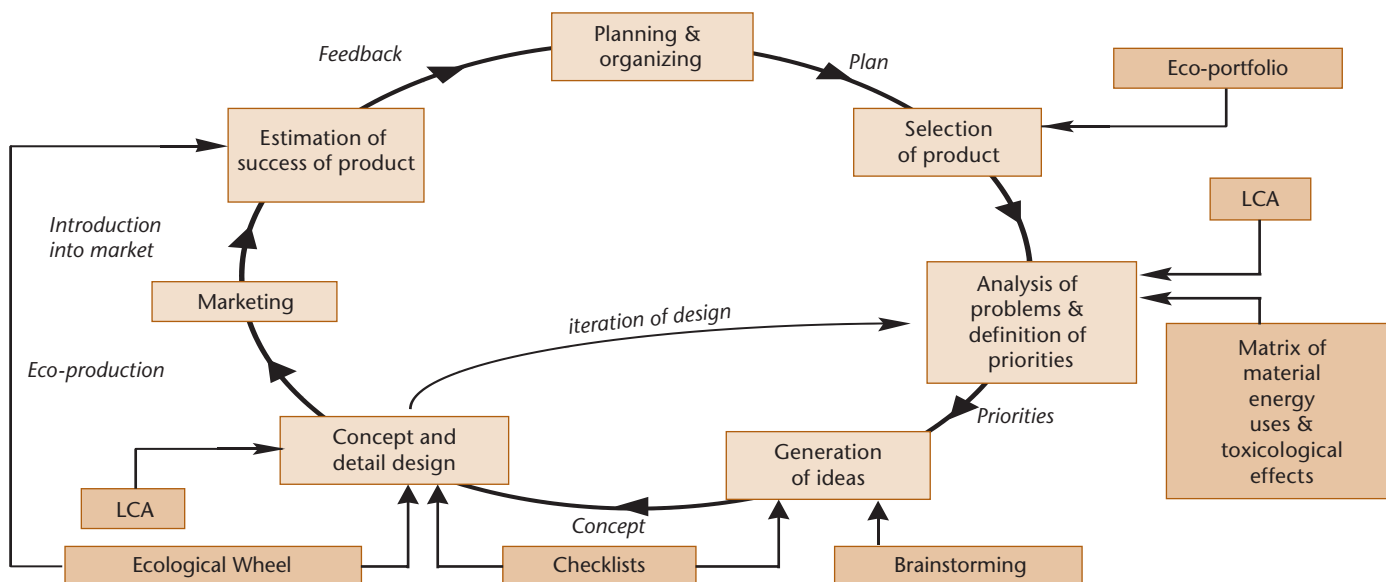 Planning &
organizing
Feedback
Plan
Eco-portfolio
Estimation of
success of product
Selection
of product
LCA
Introduction
into market
Marketing
Analysis of
problems &
definition of
priorities
iteration of design
Matrix of
material
energy
uses &
toxicological
effects
Eco-production
Priorities
Concept and
detail design
Generation
of ideas
LCA
Concept
Ecological Wheel
Checklists
Brainstorming